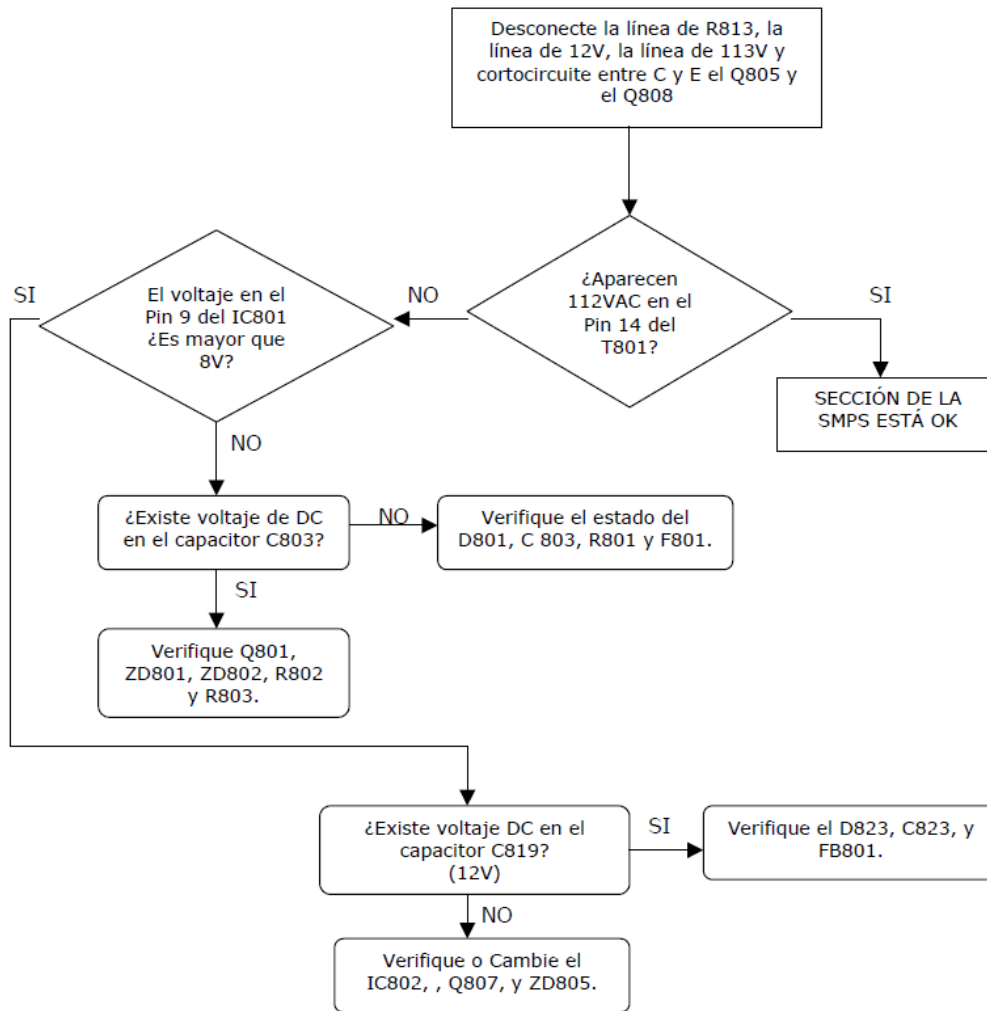 Desconecte la línea de R813, la
línea de 12V, la línea de 113V y
cortocircuite entre C y E el Q805 y
el Q808
¿Aparecen
112VAC en el
Pin 14 del
T801?
SI
SECCIÓN DE LA
SMPS ESTÁ OK
NO
El voltaje en el
Pin 9 del IC801
¿Es mayor que
8V?
SI
NO
¿Existe voltaje de DC
en el capacitor C803?
NO
Verifique el estado del
D801, C 803, R801 y F801.
SI
Verifique Q801,
ZD801, ZD802, R802
y R803.
¿Existe voltaje DC en el
capacitor C819?
(12V)
SI
Verifique el D823, C823, y
FB801.
NO
Verifique o Cambie el
IC802, , Q807, y ZD805.